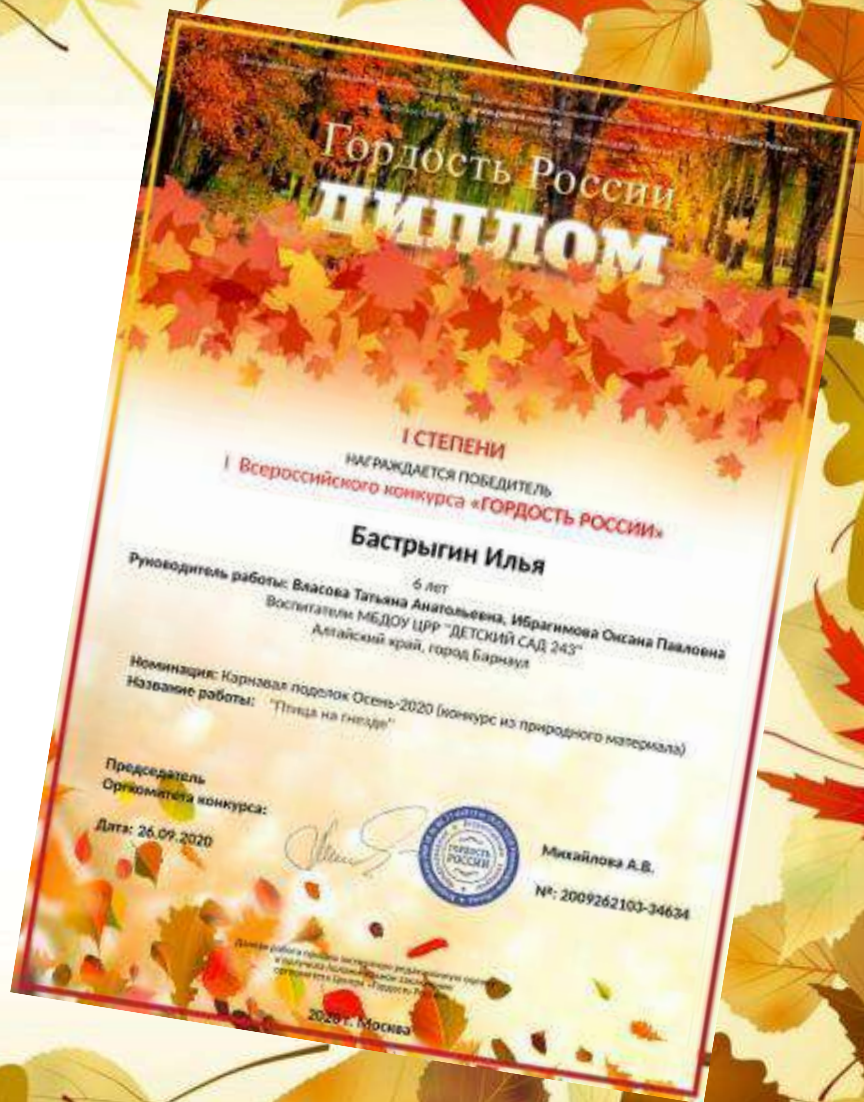 Гордость России
ДИПЛОМ
I СТЕПЕНИ
НАГРАЖДАЕТСЯ ПОБЕДИТЕЛЬ
I Всероссийского конкурса «ГОРДОСТЬ РОССИИ»
Бастрыгин Илья
6 лет
Руководитель работы: Власова Татьяна Анатольевна, Ибрагимова Оксана Павловна
Воспитатели МБДОУ ЦРР "ДЕТСКИЙ САД 243"
Алтайский край, город Барнаул
Номинация: Карнавал поделок Осень-2020 (конкурс из природного материала)
Название работы: "Птица на гнезде"
Председатель
Оргкомитета конкурса:
Дата: 26.09.2020
ГОРДОСТЬ
РОССИИ
Михайлова А.В.
№: 2009262103-34634
2020 г. Москва